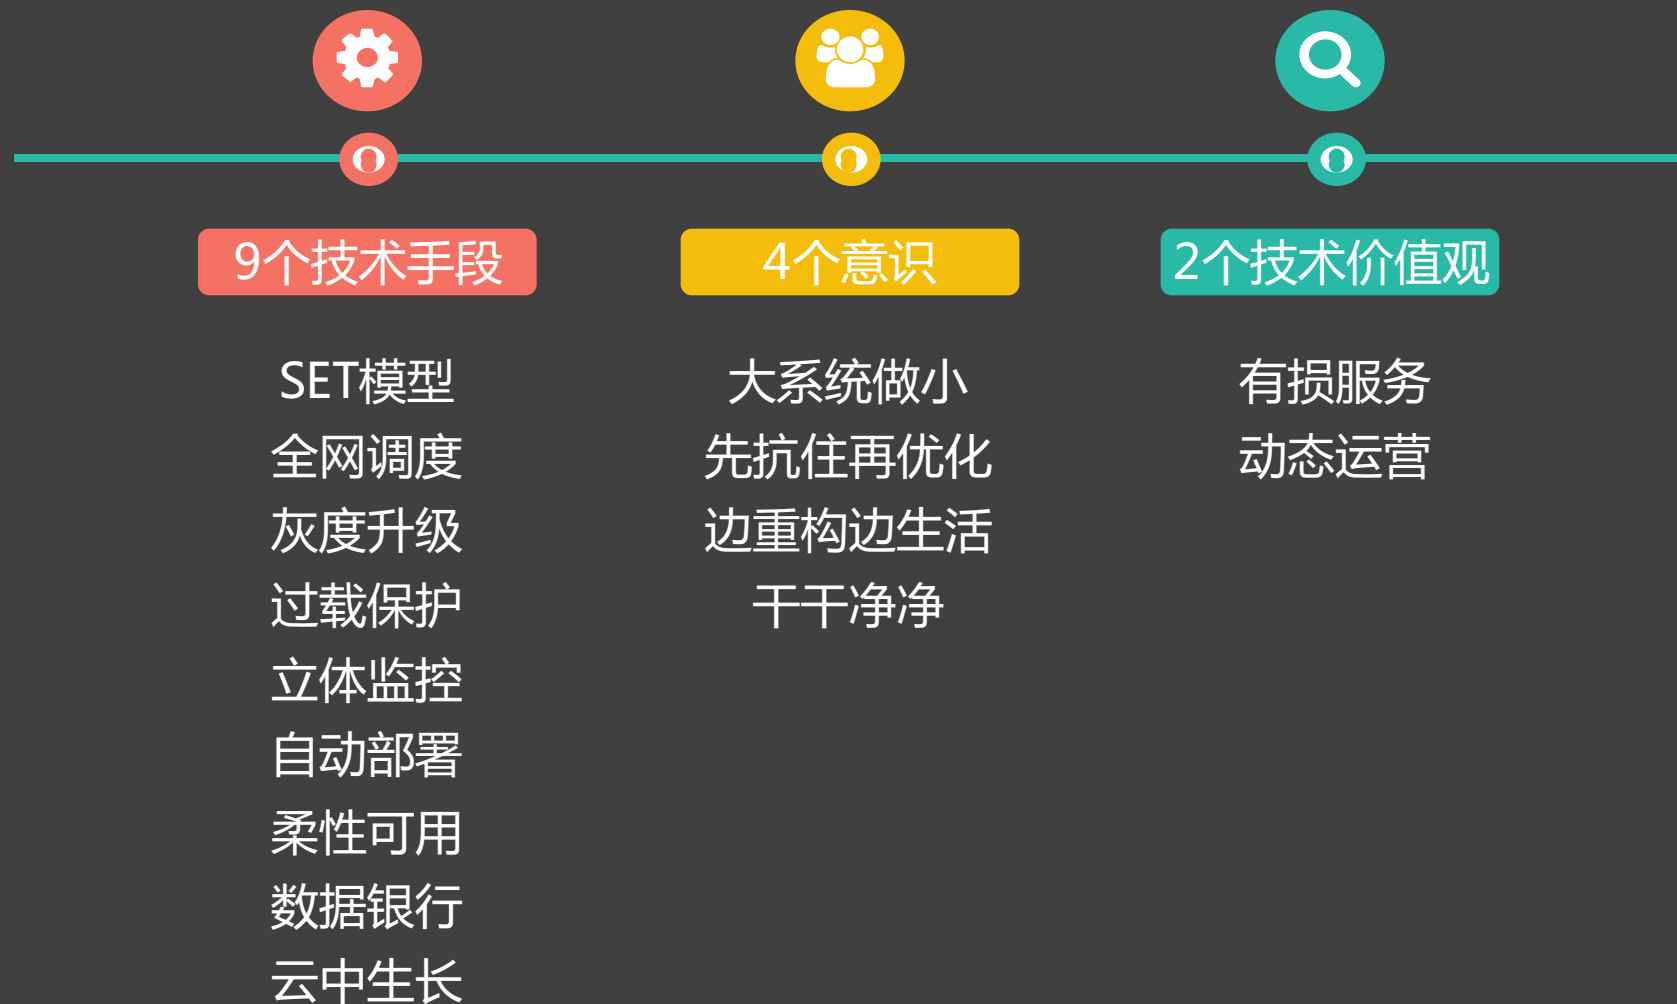 9个技术手段
SET模型
全网调度
灰度升级
过载保护
立体监控
自动部署
柔性可用
数据银行
云中生长
4个意识
大系统做小
先抗住再优化
边重构边生活
干干净净
2个技术价值观
有损服务
动态运营